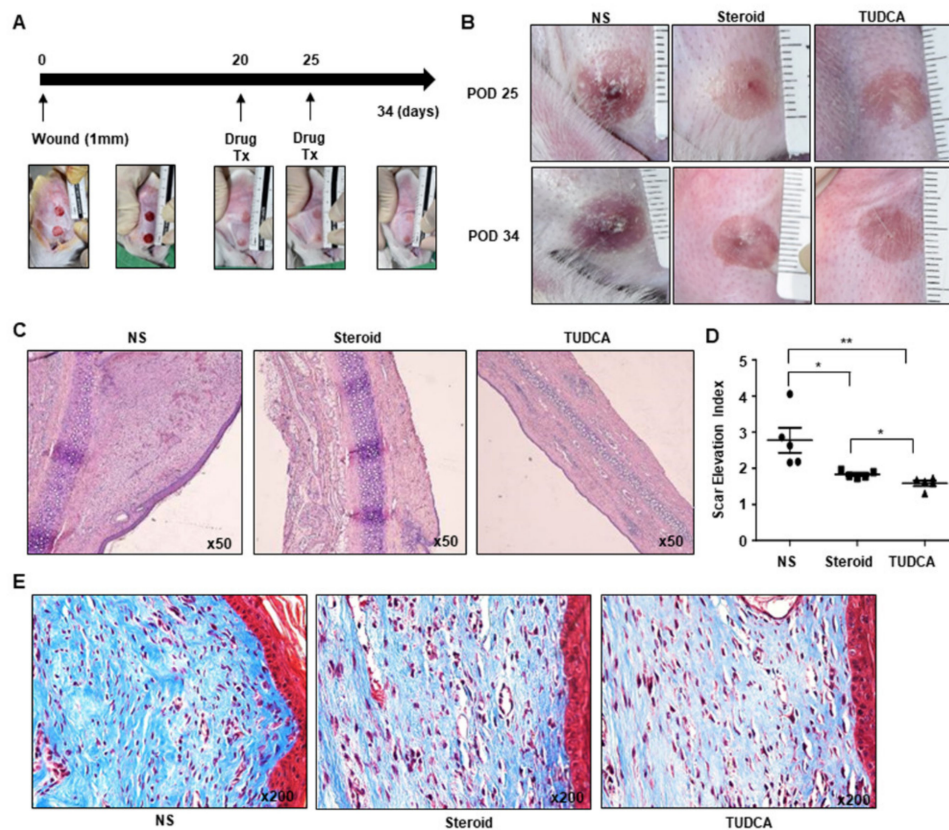 A
0 20 25
34 (days)
Wound (1mm)
Drug
Tx
Drug
Tx
B
NS Steroid TUDCA
POD 25
POD 34
C
NS Steroid TUDCA
x50 x50 x50
D
**
*
*
Scar Elevation Index
5
4
3
2
1
0
NS Steroid TUDCA
E
x200 x200 x200
NS Steroid TUDCA